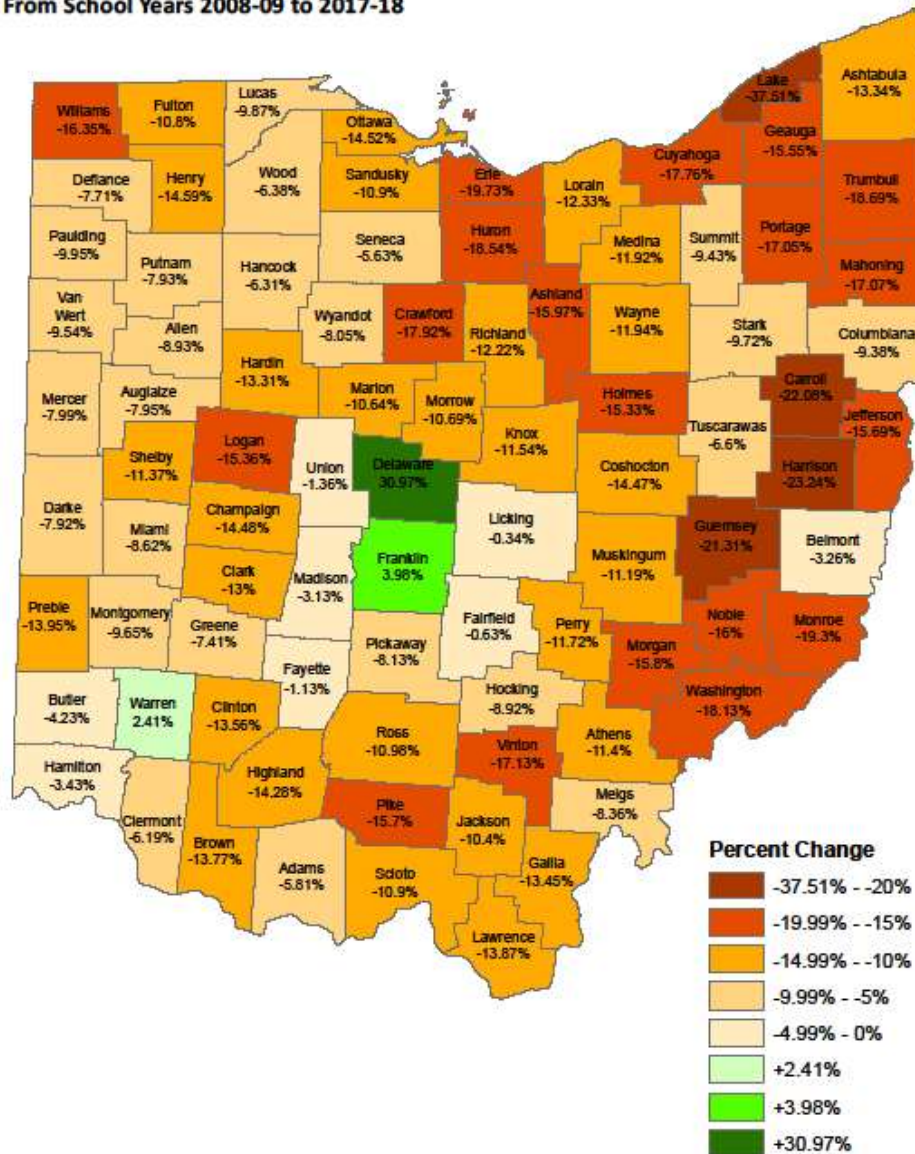 From School Years 2008-09 to 2017-18
Williams
-16.35%
Fulton
-10.8%
Lucas
-9.87%
Ottawa
-14.52%
Lake
-37.51%
Ashtabula
-13.34%
Geauga
-15.55%
Cuyahoga
-17.76%
Defiance
-7.71%
Henry
-14.59%
Wood
-6.38%
Sandusky
-10.9%
Erie
-19.73%
Lorain
-12.33%
Trumbull
-18.69%
Paulding
-9.95%
Putnam
-7.93%
Hancock
-6.31%
Seneca
-5.63%
Huron
-18.54%
Medina
-11.92%
Summit
-9.43%
Portage
-17.05%
Mahoning
-17.07%
Van
Wert
-9.54%
Allen
-8.93%
Wyandot
-8.05%
Crawford
-17.92%
Richland
-12.22%
Ashland
-15.97%
Wayne
-11.94%
Stark
-9.72%
Columbiana
-9.38%
Mercer
-7.99%
Auglaize
-7.95%
Hardin
-13.31%
Marion
-10.64%
Morrow
-10.69%
Holmes
-15.33%
Tuscarawas
-6.6%
Carroll
-22.08%
Jefferson
-15.69%
Shelby
-11.37%
Logan
-15.36%
Union
-1.36%
Delaware
30.97%
Knox
-11.54%
Coshocton
-14.47%
Harrison
-23.24%
Darke
-7.92%
Miami
-8.62%
Champaign
-14.48%
Franklin
3.98%
Licking
-0.34%
Muskingum
-11.19%
Guernsey
-21.31%
Belmont
-3.26%
Clark
-13%
Madison
-3.13%
Preble
-13.95%
Montgomery
-9.65%
Greene
-7.41%
Fayette
-1.13%
Pickaway
-8.13%
Fairfield
-0.63%
Perry
-11.72%
Morgan
-15.8%
Noble
-16%
Monroe
-19.3%
Butler
-4.23%
Warren
2.41%
Clinton
-13.56%
Ross
-10.98%
Hocking
-8.92%
Athens
-11.4%
Washington
-18.13%
Hamilton
-3.43%
Clermont
-6.19%
Highland
-14.28%
Pike
-15.7%
Vinton
-17.13%
Jackson
-10.4%
Meigs
-8.36%
Brown
-13.77%
Adams
-5.81%
Scioto
-10.9%
Gallia
-13.45%
Lawrence
-13.87%
Percent Change
-37.51% - -20%
-19.99% - -15%
-14.99% - -10%
-9.99% - -5%
-4.99% - 0%
+2.41%
+3.98%
+30.97%